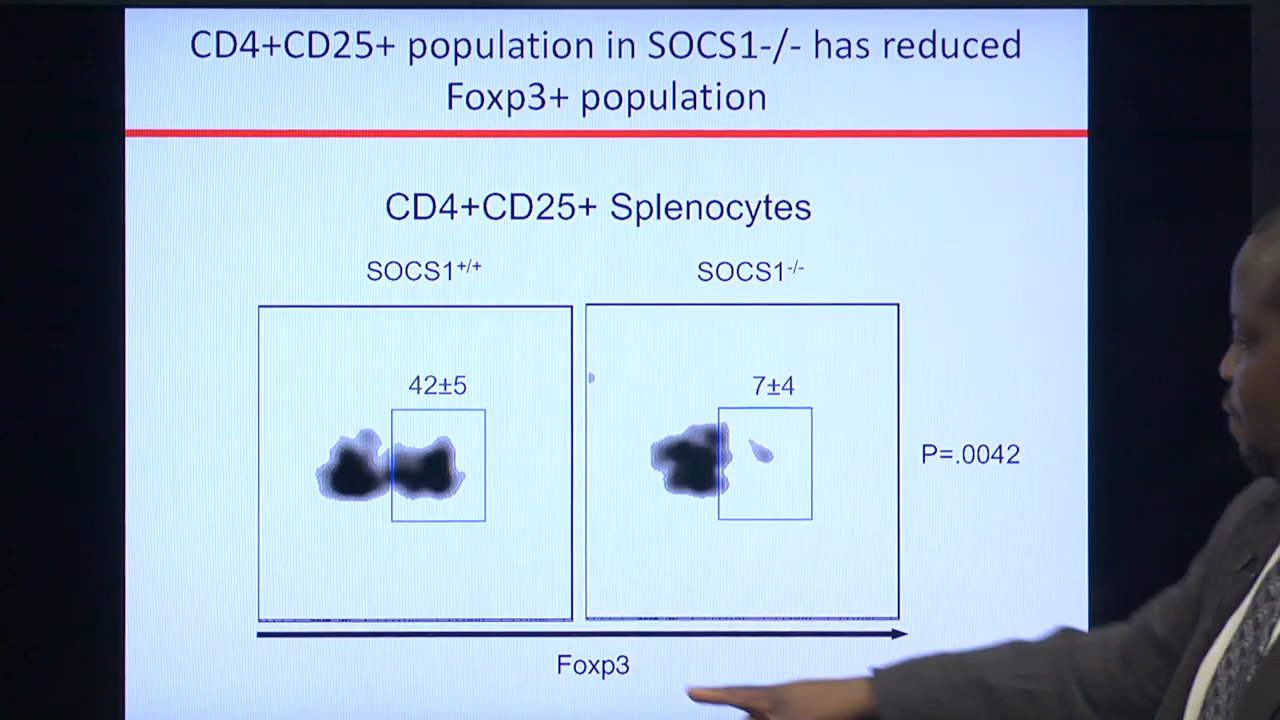 CD4+CD25+ population in SOCS1-/- has reduced
Foxp3+ population
CD4+CD25+ Splenocytes
SOCS1+/+
SOCS1-/-
42±5
7±4
P=.0042
Foxp3